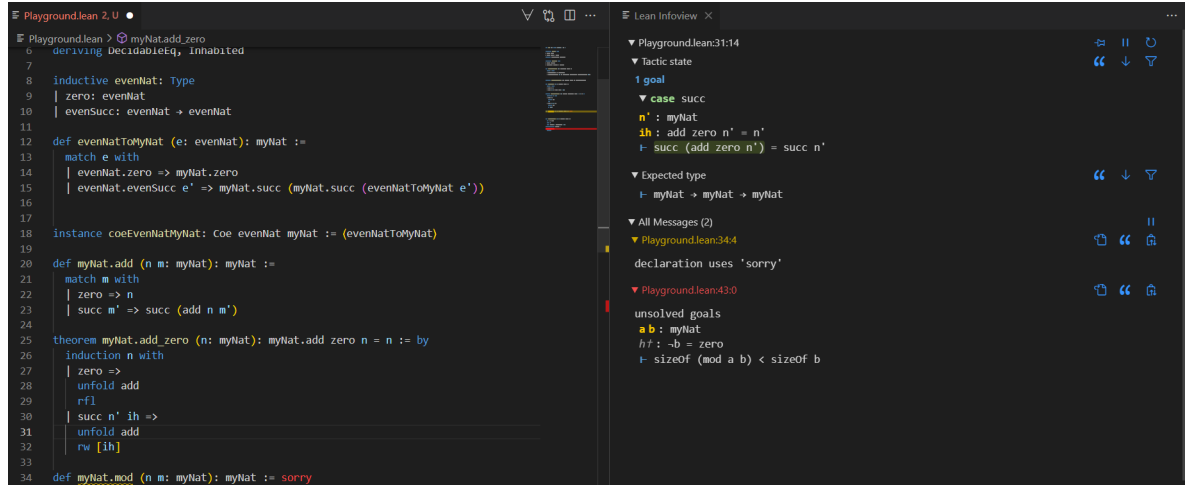 Playground.lean 2, U ●
Playground.lean > myNat.add_zero
6 deriving DecidableEq, Inhabited
7
8 inductive evenNat: Type
9 | zero: evenNat
10 | evenSucc: evenNat → evenNat
11
12 def evenNatToMyNat (e: evenNat): myNat :=
13 match e with
14 | evenNat.zero => myNat.zero
15 | evenNat.evenSucc e' => myNat.succ (myNat.succ (evenNatToMyNat e'))
16
17
18 instance coeEvenNatMyNat: Coe evenNat myNat := ⟨evenNatToMyNat⟩
19
20 def myNat.add (n m: myNat): myNat :=
21 match m with
22 | zero => n
23 | succ m' => succ (add n m')
24
25 theorem myNat.add_zero (n: myNat): myNat.add zero n = n := by
26 induction n with
27 | zero =>
28 unfold add
29 rfl
30 | succ n' ih =>
31 unfold add
32 rw [ih]
33
34 def myNat.mod (n m: myNat): myNat := sorry
Lean Infoview ×
Playground.lean:31:14
Tactic state
1 goal
case succ
n' : myNat
ih : add zero n' = n'
⊢ succ (add zero n') = succ n'
Expected type
⊢ myNat → myNat → myNat
All Messages (2)
Playground.lean:34:4
declaration uses 'sorry'
Playground.lean:43:0
unsolved goals
a b : myNat
h✝ : ¬b = zero
⊢ sizeOf (mod a b) < sizeOf b